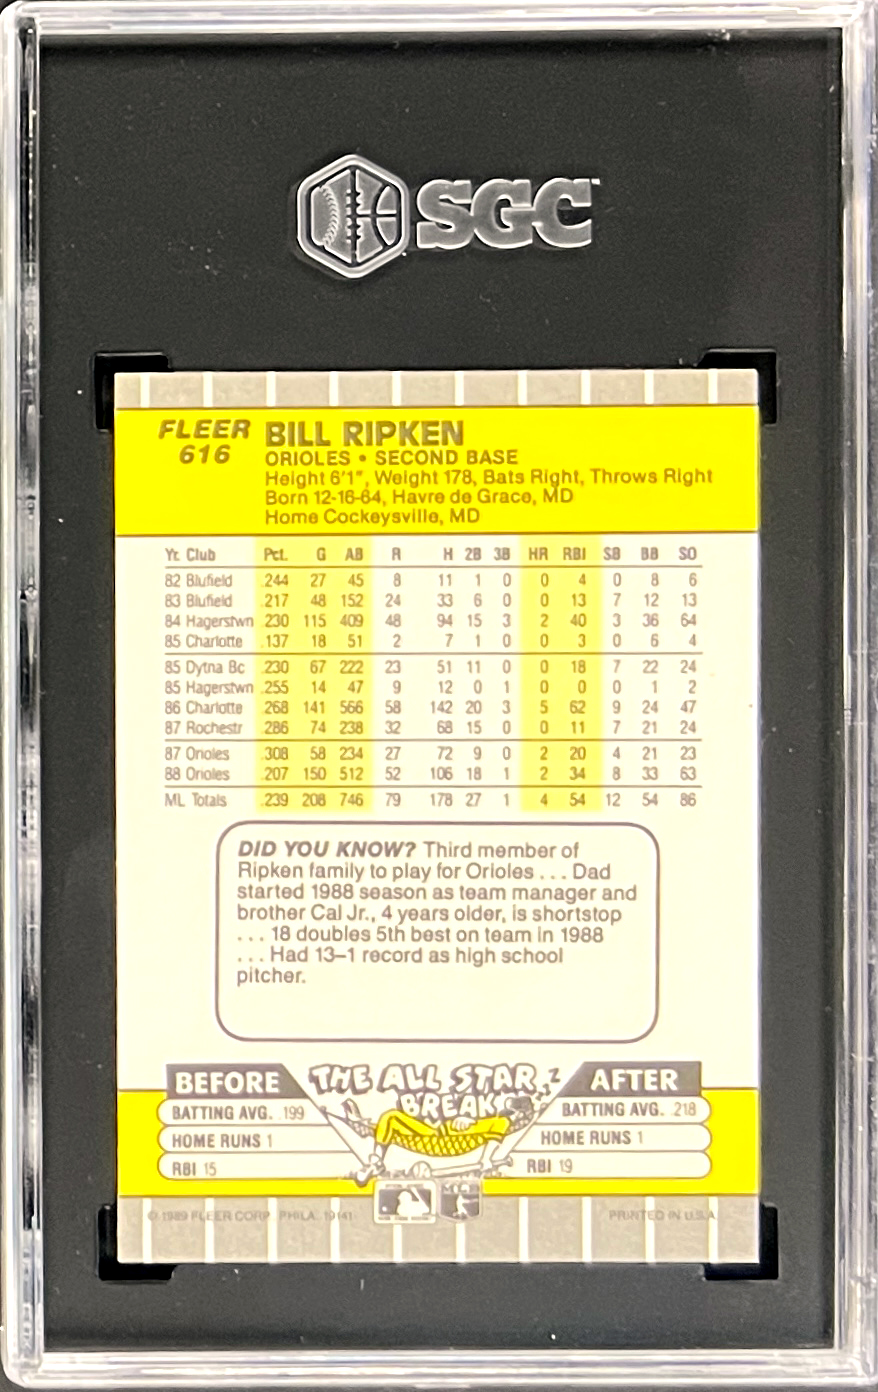 SGC
FLEER
616
BILL RIPKEN
ORIOLES • SECOND BASE
Height 6'1", Weight 178, Bats Right, Throws Right
Born 12-16-64, Havre de Grace, MD
Home Cockeysville, MD
Yr. Club Pct. G AB R H 2B 3B HR RBI SB BB SO
82 Blufield .244 27 45 8 11 1 0 0 4 0 8 6
83 Blufield .217 48 152 24 33 6 0 0 13 7 12 13
84 Hagerstwn .230 115 409 48 94 15 3 2 40 3 36 64
85 Charlotte .137 18 51 2 7 1 0 0 3 0 6 4
85 Dytna Bc .230 67 222 23 51 11 0 0 18 7 22 24
85 Hagerstwn .255 14 47 9 12 0 1 0 0 0 1 2
86 Charlotte .268 141 566 58 142 20 3 5 62 9 24 47
87 Rochestr .286 74 238 32 68 15 0 0 11 7 21 24
87 Orioles .308 58 234 27 72 9 0 2 20 4 21 23
88 Orioles .207 150 512 52 106 18 1 2 34 8 33 63
ML Totals .239 208 746 79 178 27 1 4 54 12 54 86
DID YOU KNOW? Third member of
Ripken family to play for Orioles ... Dad
started 1988 season as team manager and
brother Cal Jr., 4 years older, is shortstop
... 18 doubles 5th best on team in 1988
... Had 13–1 record as high school
pitcher.
BEFORE THE ALL STAR BREAK AFTER
BATTING AVG. .199 BATTING AVG. .218
HOME RUNS 1 HOME RUNS 1
RBI 15 RBI 19
© 1989 FLEER CORP. PHILA. 19141 PRINTED IN U.S.A.